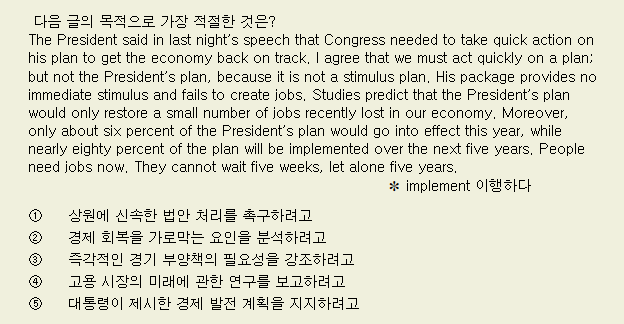 다음 글의 목적으로 가장 적절한 것은?
The President said in last night's speech that Congress needed to take quick action on
his plan to get the economy back on track. I agree that we must act quickly on a plan;
but not the President's plan, because it is not a stimulus plan. His package provides no
immediate stimulus and fails to create jobs. Studies predict that the President's plan
would only restore a small number of jobs recently lost in our economy. Moreover,
only about six percent of the President's plan would go into effect this year, while
nearly eighty percent of the plan will be implemented over the next five years. People
need jobs now. They cannot wait five weeks, let alone five years.
* implement 이행하다
① 상원에 신속한 법안 처리를 촉구하려고
② 경제 회복을 가로막는 요인을 분석하려고
③ 즉각적인 경기 부양책의 필요성을 강조하려고
④ 고용 시장의 미래에 관한 연구를 보고하려고
⑤ 대통령이 제시한 경제 발전 계획을 지지하려고